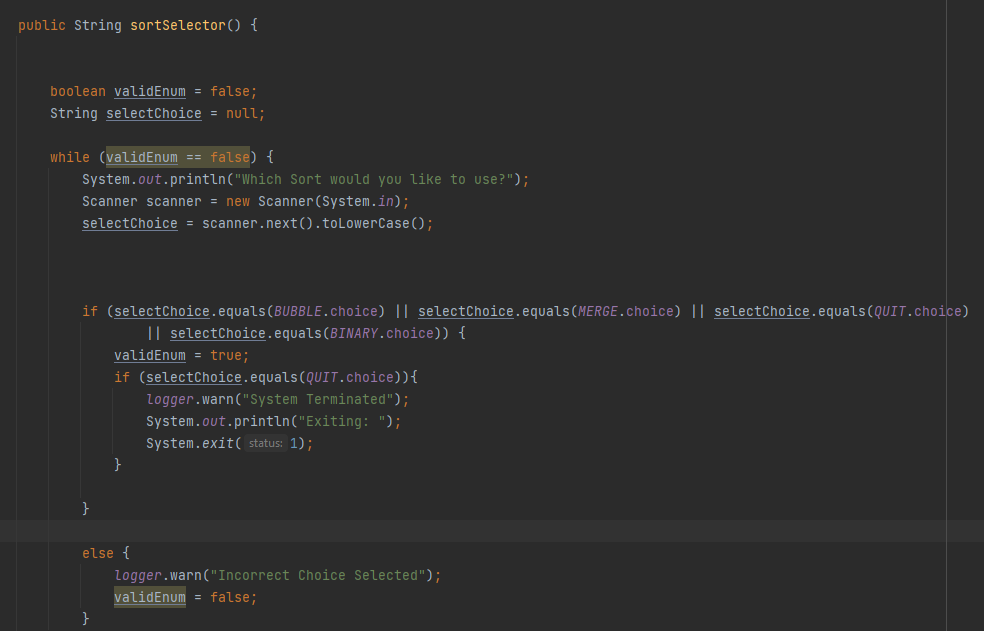 public String sortSelector() {
boolean validEnum = false;
String selectChoice = null;
while (validEnum == false) {
System.out.println("Which Sort would you like to use?");
Scanner scanner = new Scanner(System.in);
selectChoice = scanner.next().toLowerCase();
if (selectChoice.equals(BUBBLE.choice) || selectChoice.equals(MERGE.choice) || selectChoice.equals(QUIT.choice)
|| selectChoice.equals(BINARY.choice)) {
validEnum = true;
if (selectChoice.equals(QUIT.choice)){
logger.warn("System Terminated");
System.out.println("Exiting: ");
System.exit( status: 1);
}
}
else {
logger.warn("Incorrect Choice Selected");
validEnum = false;
}